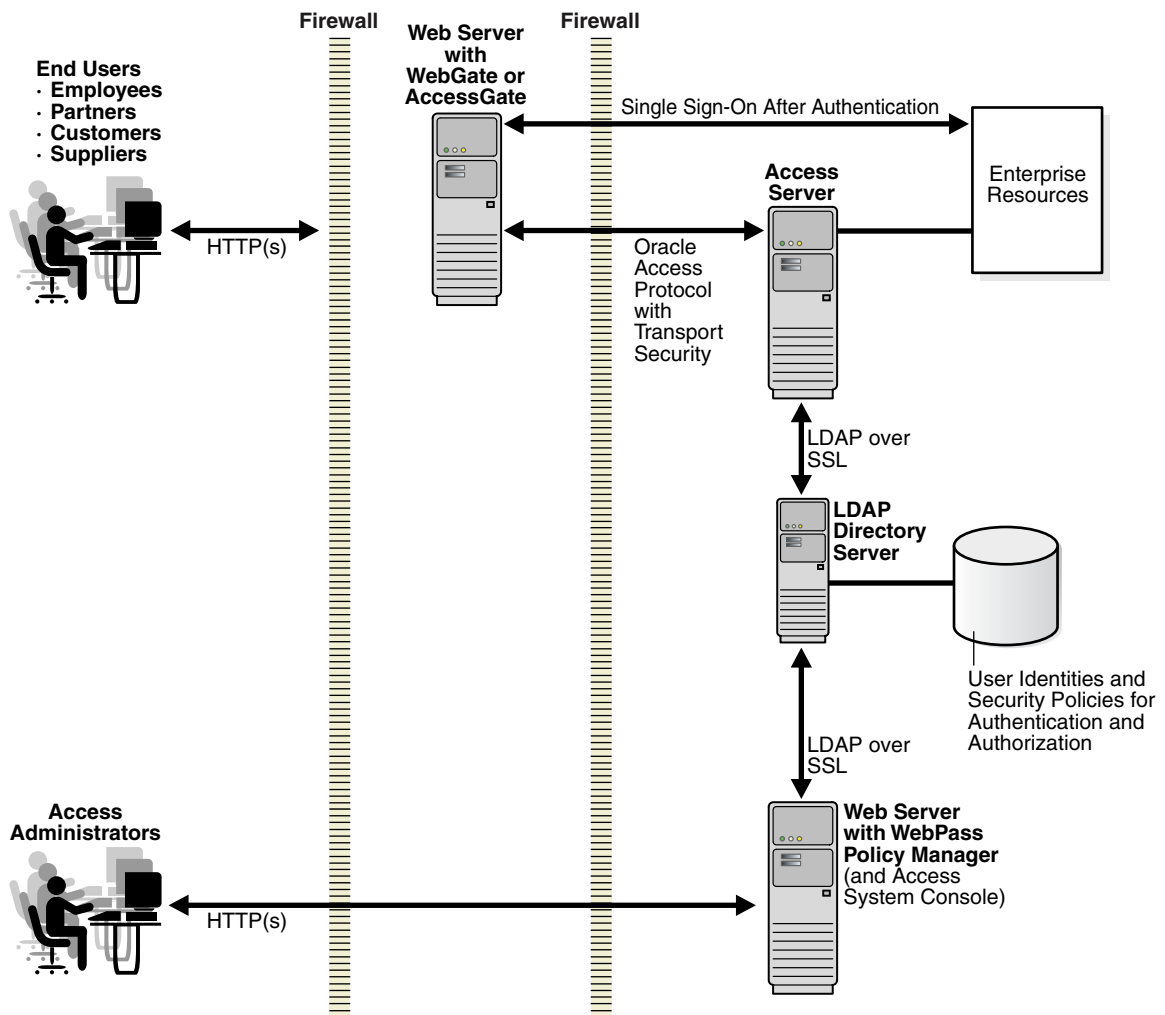 Firewall
Firewall
Web Server
with
WebGate or
AccessGate
End Users
· Employees
· Partners
· Customers
· Suppliers
Single Sign-On After Authentication
Access
Server
Enterprise
Resources
HTTP(s)
Oracle
Access
Protocol
with
Transport
Security
LDAP over
SSL
LDAP
Directory
Server
User Identities and
Security Policies for
Authentication and
Authorization
LDAP over
SSL
Access
Administrators
Web Server
with WebPass
Policy Manager
(and Access
System Console)
HTTP(s)